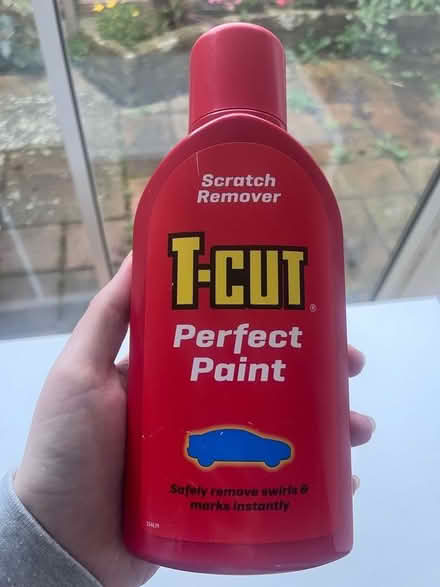 Scratch
Remover
T-CUT®
Perfect
Paint
Safely remove swirls &
marks instantly